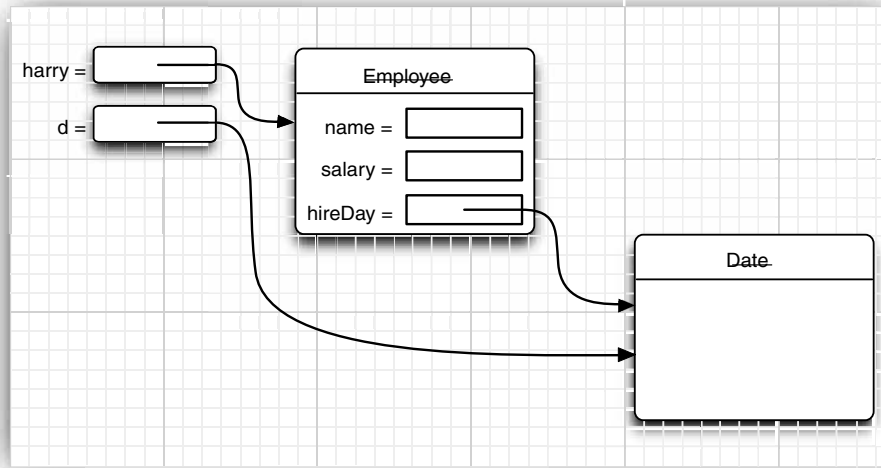 harry =
d =
Employee
name =
salary =
hireDay =
Date